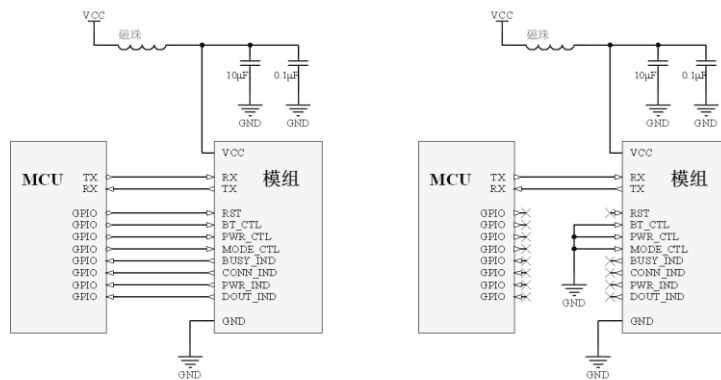 VCC
磁珠
10μF
0.1μF
GND
GND
MCU
模组
VCC
TX
RX
RX
TX
GPIO
RST
GPIO
BT_CTL
GPIO
PWR_CTL
GPIO
MODE_CTL
GPIO
BUSY_IND
GPIO
CONN_IND
GPIO
PWR_IND
GPIO
DOUT_IND
GND
GND
VCC
磁珠
10μF
0.1μF
GND
GND
MCU
模组
VCC
TX
RX
RX
TX
GPIO
RST
GPIO
BT_CTL
GPIO
PWR_CTL
GPIO
MODE_CTL
GPIO
BUSY_IND
GPIO
CONN_IND
GPIO
PWR_IND
GPIO
DOUT_IND
GND
GND
GND